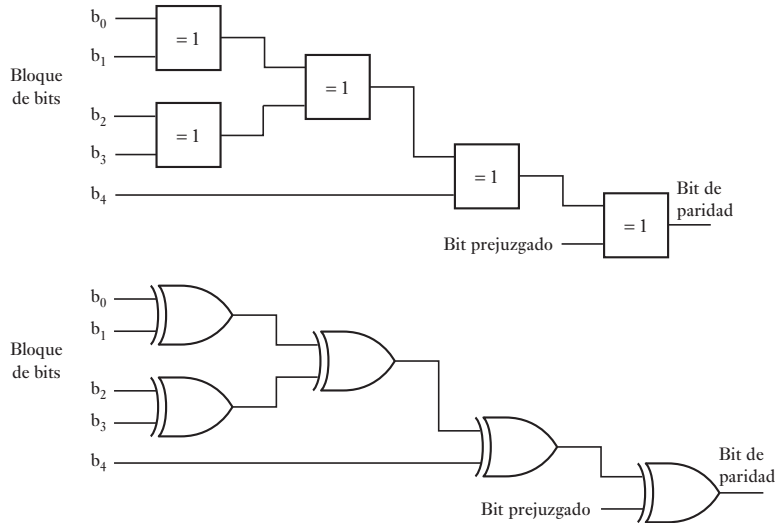 b0
= 1
b1
Bloque
de bits
= 1
b2
= 1
b3
= 1
b4
Bit de
paridad
Bit prejuzgado
= 1
b0
b1
Bloque
de bits
b2
b3
b4
Bit de
paridad
Bit prejuzgado